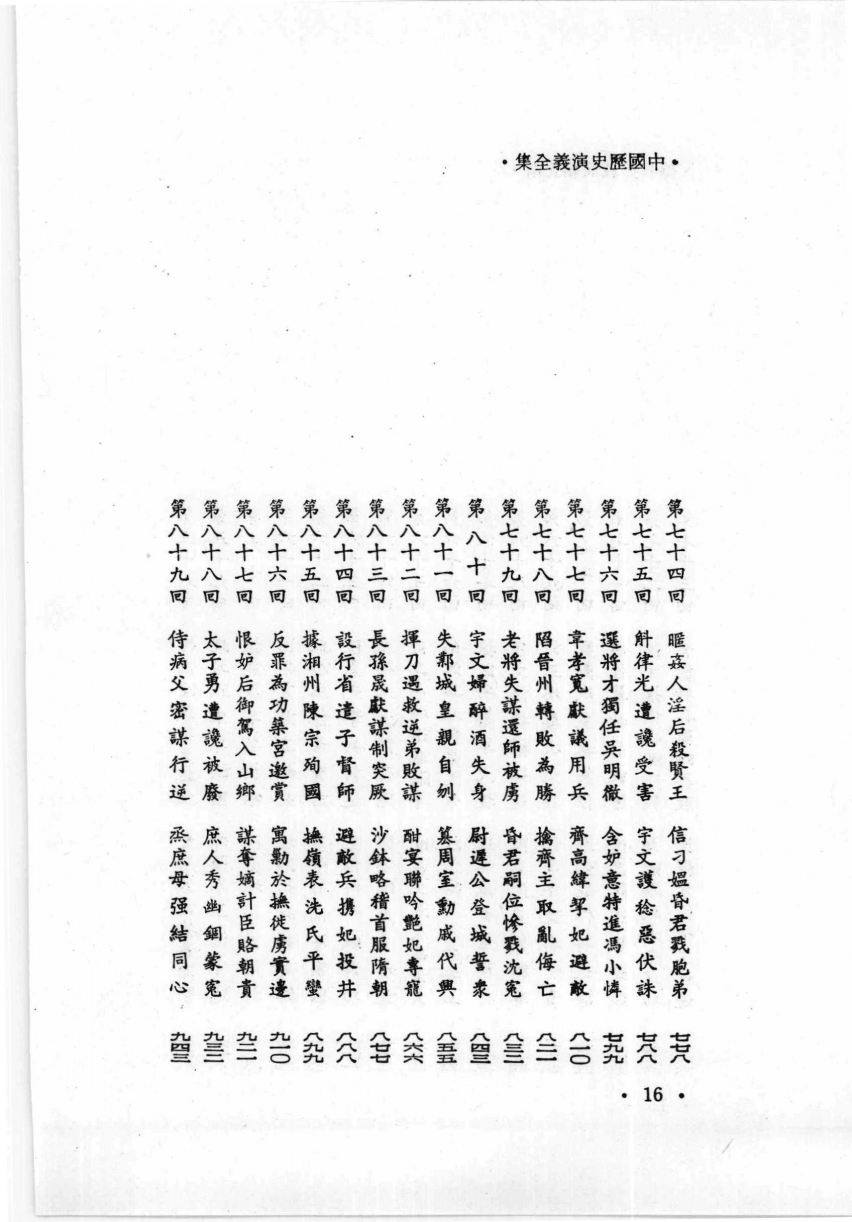 •中國歷史演義全集•
第七十四回 暱姦人淫后殺賢王 信刁媼昏君戮胞弟 七七八
第七十五回 斛律光遭讒受害 宇文護稔惡伏誅 七八八
第七十六回 選將才獨任吳明徹 含妒意特進馮小憐 七九九
第七十七回 韋孝寬獻議用兵 齊高緯挈妃避敵 八一〇
第七十八回 陷晉州轉敗為勝 擒齊主取亂侮亡 八二一
第七十九回 老將失謀還師被虜 昏君嗣位慘戮沈冤 八三二
第八十回 宇文婦醉酒失身 尉遲公登城誓眾 八四三
第八十一回 失鄴城皇親自刎 篡周室勳戚代興 八五五
第八十二回 揮刀遇救逆弟敗謀 酣宴聯吟艷妃專寵 八六六
第八十三回 長孫晟獻謀制突厥 沙鉢略稽首服隋朝 八七七
第八十四回 設行省遣子督師 避敵兵攜妃投井 八八八
第八十五回 據湘州陳宗殉國 撫嶺表洗氏平蠻 八九九
第八十六回 反罪為功築宮邀賞 寓勦於撫徙虜實邊 九一〇
第八十七回 恨妒后御駕入山鄉 謀奪嫡計臣賂朝貴 九二一
第八十八回 太子勇遭讒被廢 庶人秀幽錮蒙冤 九三二
第八十九回 侍病父密謀行逆 烝庶母强結同心 九四三
• 16 •